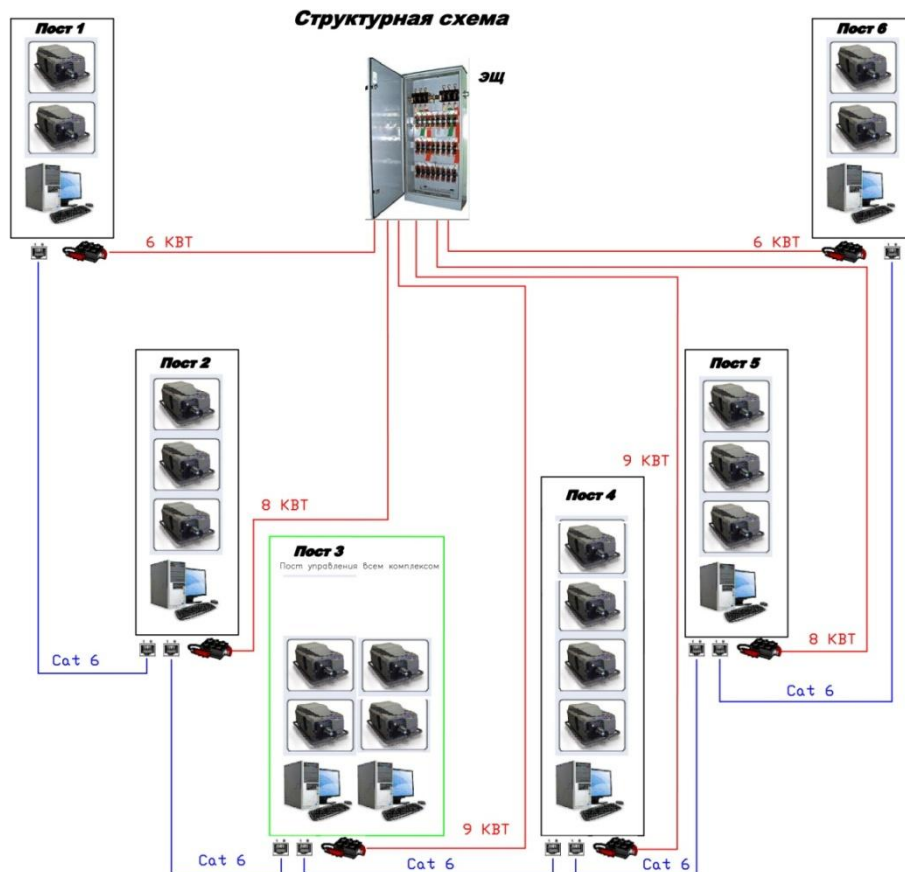 Структурная схема
Пост 1
Пост 6
ЭЩ
6 КВТ
6 КВТ
Пост 2
Пост 5
8 КВТ
9 КВТ
Пост 4
Пост 3
Пост управления всем комплексом
8 КВТ
Cat 6
Cat 6
9 КВТ
Cat 6
Cat 6
Cat 6